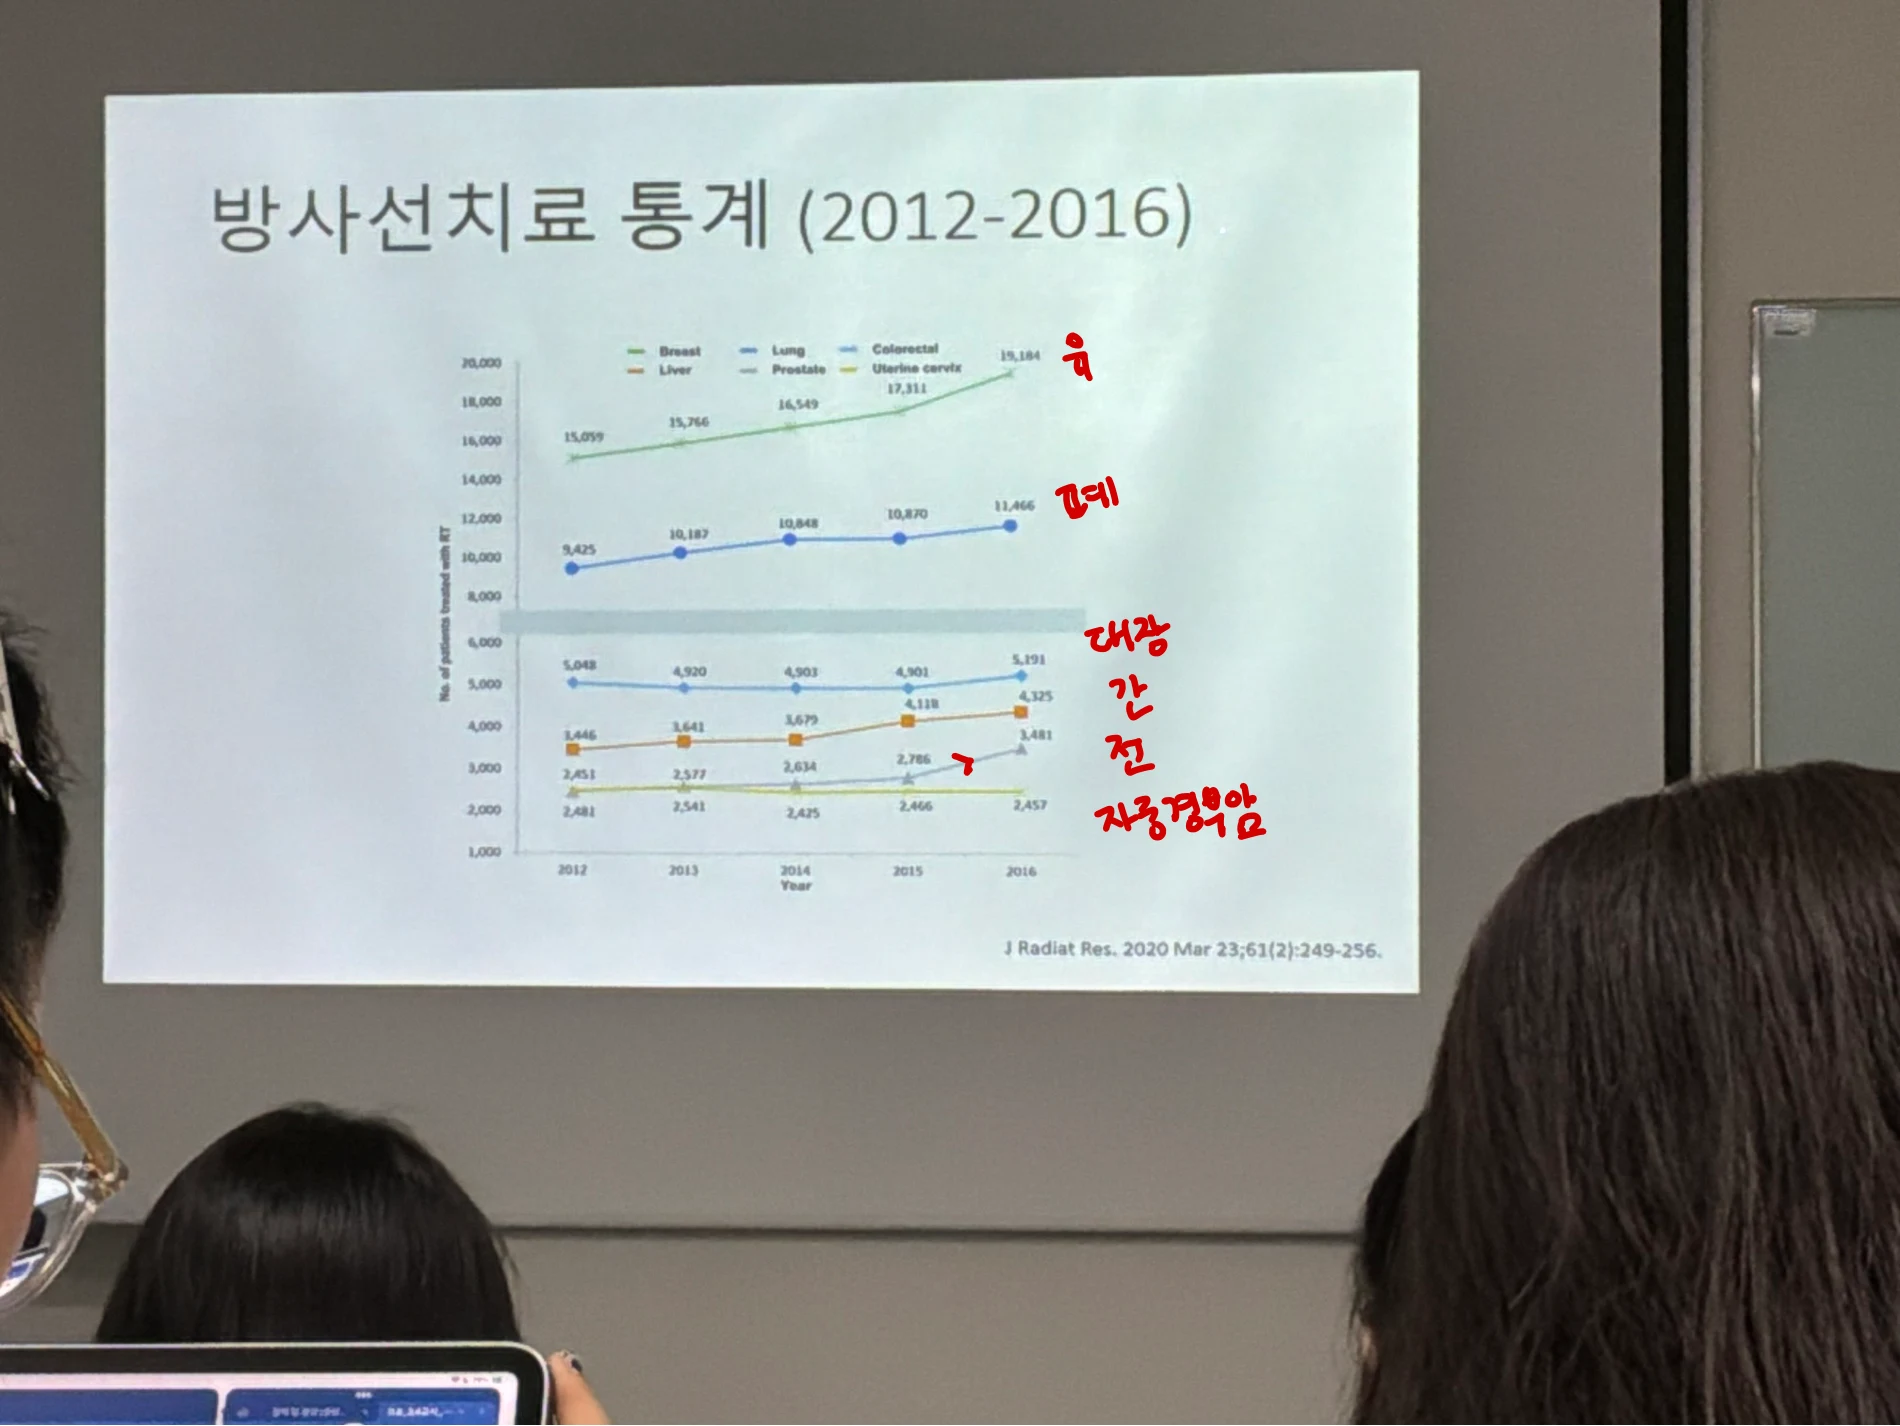 방사선치료 통계 (2012-2016)
Breast Lung Colorectal
Liver Prostate Uterine cervix
No. of patients treated with RT
20,000
18,000
16,000
14,000
12,000
10,000
8,000
6,000
5,000
4,000
3,000
2,000
1,000
15,059 15,766 16,549 17,311 19,184 유
9,425 10,187 10,848 10,870 11,466 폐
5,048 4,920 4,903 4,901 5,191 대장
3,446 3,641 3,679 4,118 4,325 간
2,451 2,577 2,634 2,786 3,481 전
2,481 2,541 2,425 2,466 2,457 자궁경부암
2012 2013 2014 2015 2016
Year
J Radiat Res. 2020 Mar 23;61(2):249-256.